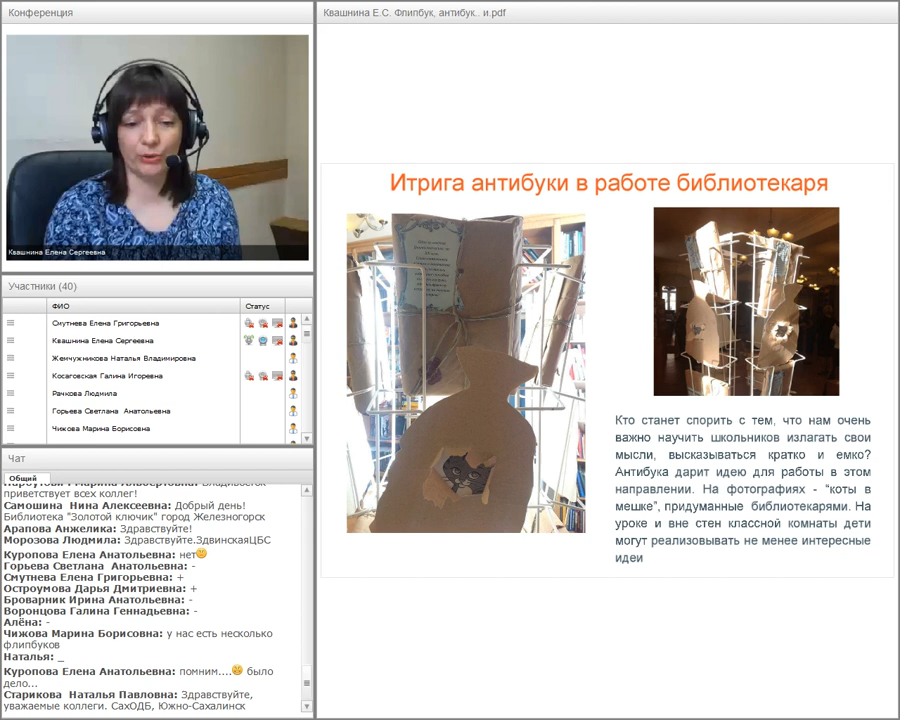 Конференция
Квашнина Елена Сергеевна
Участники (40)
ФИО Статус
Смутнева Елена Григорьевна
Квашнина Елена Сергеевна
Жемчужникова Наталья Владимировна
Косаговская Галина Игоревна
Рачкова Людмила
Горьева Светлана Анатольевна
Чижова Марина Борисовна
Чат
Общий
приветствует всех коллег!
Самошина Нина Алексеевна: Добрый день!
Библиотека "Золотой ключик" город Железногорск
Арапова Анжелика: Здравствуйте!
Морозова Людмила: Здравствуйте.ЗдвинскаяЦБС
Куропова Елена Анатольевна: нет
Горьева Светлана Анатольевна: -
Смутнева Елена Григорьевна: +
Остроумова Дарья Дмитриевна: +
Броварник Ирина Анатольевна: -
Воронцова Галина Геннадьевна: -
Алёна: -
Чижова Марина Борисовна: у нас есть несколько
флипбуков
Наталья: _
Куропова Елена Анатольевна: помним.... было
дело...
Старикова Наталья Павловна: Здравствуйте,
уважаемые коллеги. СахОДБ, Южно-Сахалинск
Квашнина Е.С. Флипбук, антибук.. и.pdf
Итрига антибуки в работе библиотекаря
Кто станет спорить с тем, что нам очень
важно научить школьников излагать свои
мысли, высказываться кратко и емко?
Антибука дарит идею для работы в этом
направлении. На фотографиях - "коты в
мешке", придуманные библиотекарями. На
уроке и вне стен классной комнаты дети
могут реализовывать не менее интересные
идеи